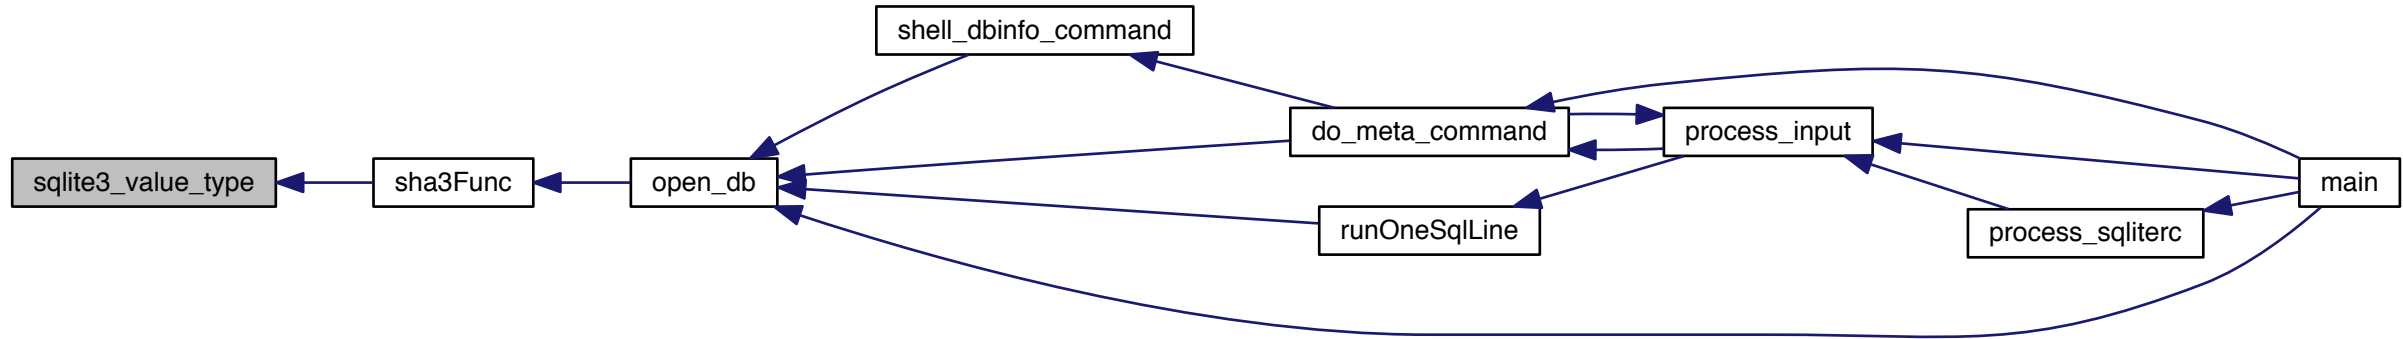 shell_dbinfo_command
do_meta_command
process_input
sqlite3_value_type
sha3Func
open_db
main
runOneSqlLine
process_sqliterc